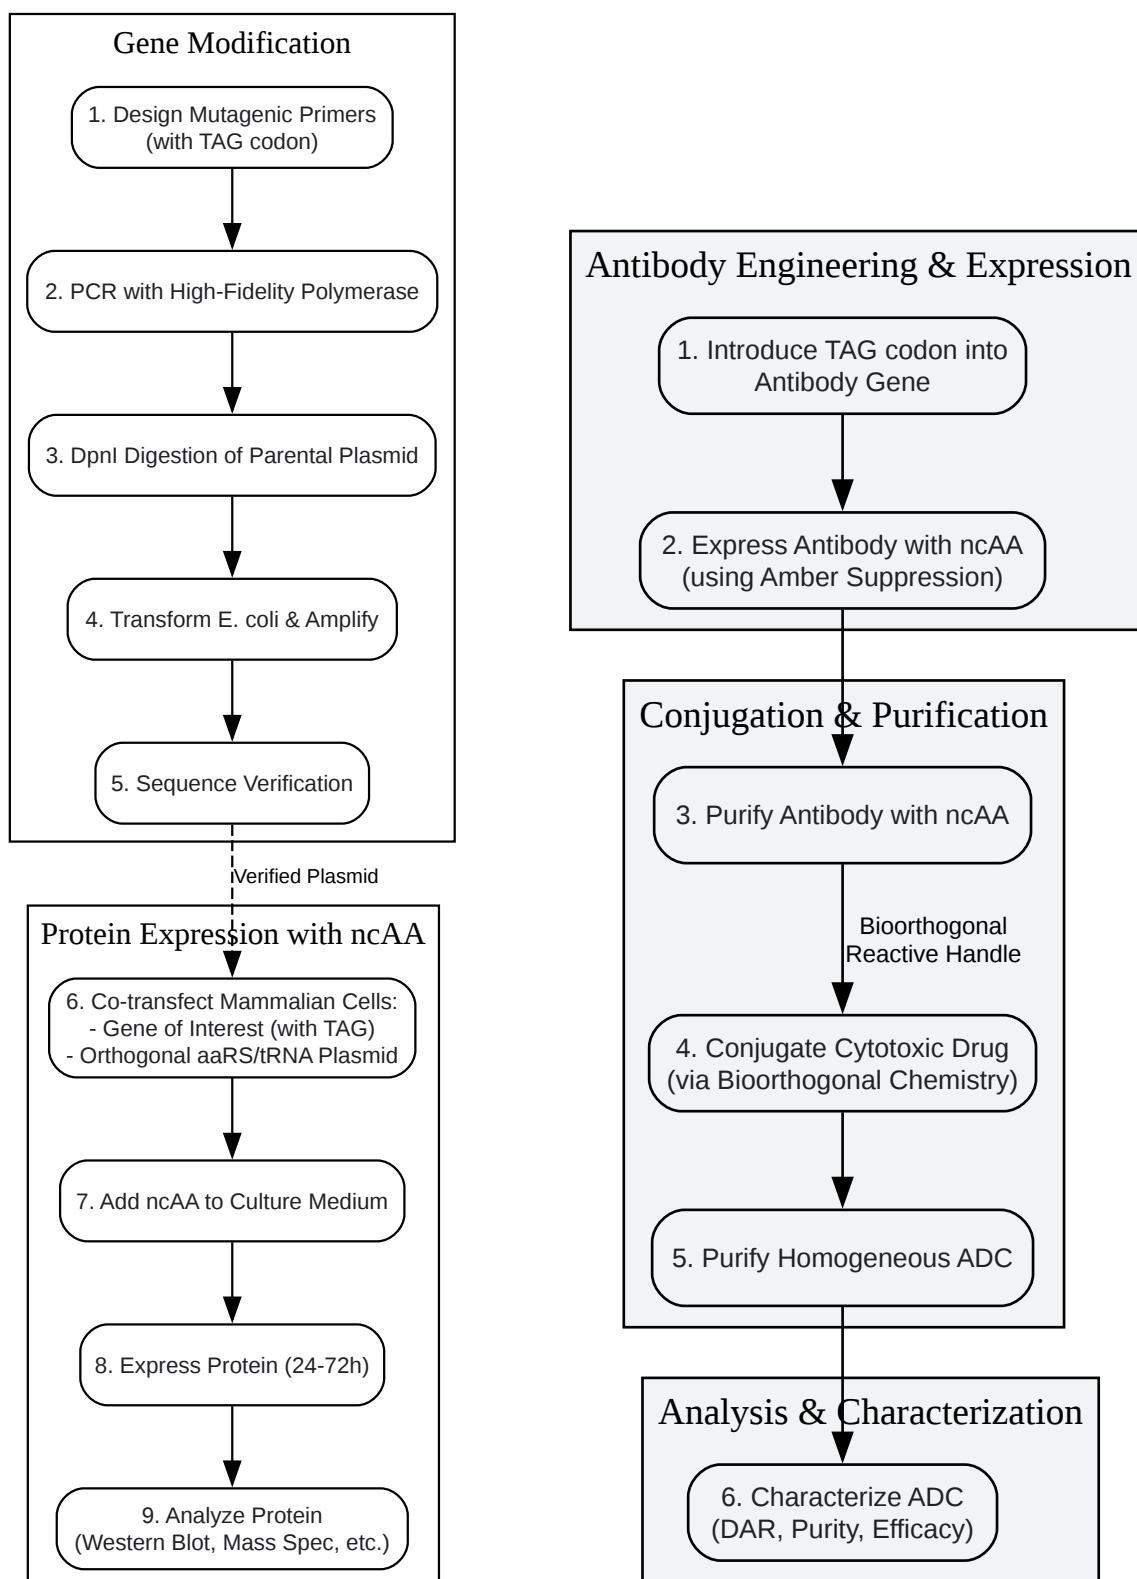 Gene Modification
1. Design Mutagenic Primers
(with TAG codon)
2. PCR with High-Fidelity Polymerase
3. DpnI Digestion of Parental Plasmid
4. Transform E. coli & Amplify
5. Sequence Verification
Verified Plasmid
Protein Expression with ncAA
6. Co-transfect Mammalian Cells:
- Gene of Interest (with TAG)
- Orthogonal aaRS/tRNA Plasmid
7. Add ncAA to Culture Medium
8. Express Protein (24-72h)
9. Analyze Protein
(Western Blot, Mass Spec, etc.)
Antibody Engineering & Expression
1. Introduce TAG codon into
Antibody Gene
2. Express Antibody with ncAA
(using Amber Suppression)
Conjugation & Purification
3. Purify Antibody with ncAA
Bioorthogonal
Reactive Handle
4. Conjugate Cytotoxic Drug
(via Bioorthogonal Chemistry)
5. Purify Homogeneous ADC
Analysis & Characterization
6. Characterize ADC
(DAR, Purity, Efficacy)